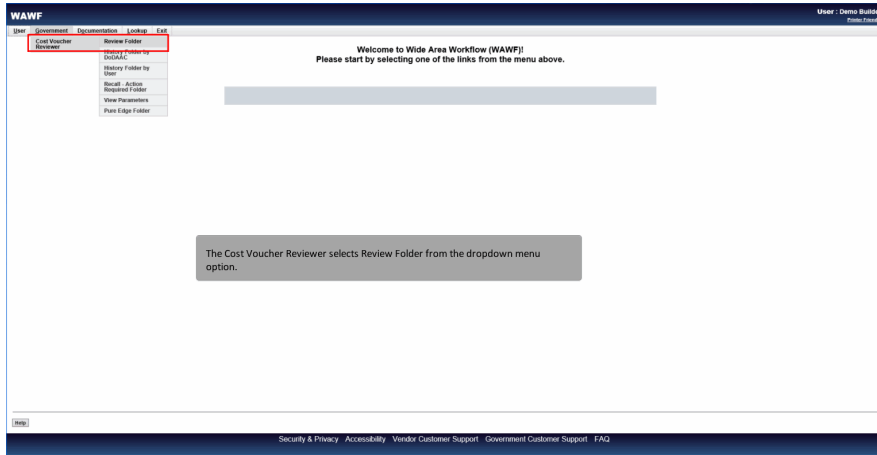 WAWF
User : Demo Builde
Printer Friend
User Government Documentation Lookup Exit
Cost Voucher
Reviewer
Review Folder
History Folder by
DoDAAC
History Folder by
User
Recall - Action
Required Folder
View Parameters
Pure Edge Folder
Welcome to Wide Area Workflow (WAWF)!
Please start by selecting one of the links from the menu above.
The Cost Voucher Reviewer selects Review Folder from the dropdown menu
option.
Help
Security & Privacy Accessibility Vendor Customer Support Government Customer Support FAQ